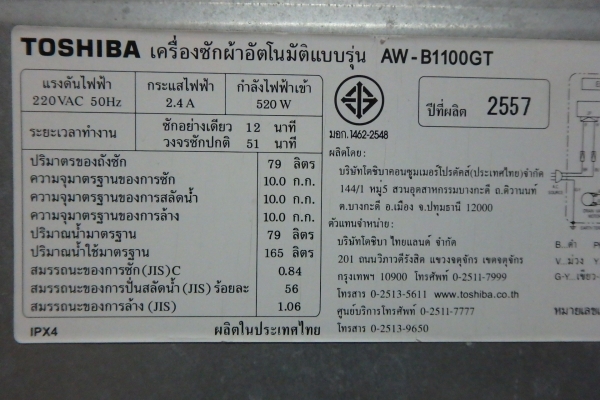 TOSHIBA เครื่องซักผ้าอัตโนมัติแบบรุ่น AW-B1100GT
แรงดันไฟฟ้า กระแสไฟฟ้า กำลังไฟฟ้าเข้า
220VAC 50Hz 2.4 A 520 W
ระยะเวลาทำงาน ซักอย่างเดียว 12 นาที
วงจรซักปกติ 51 นาที
ปริมาตรของถังซัก 79 ลิตร
ความจุมาตรฐานของการซัก 10.0 ก.ก.
ความจุมาตรฐานของการสลัดน้ำ 10.0 ก.ก.
ความจุมาตรฐานของการล้าง 10.0 ก.ก.
ปริมาณน้ำมาตรฐาน 79 ลิตร
ปริมาณน้ำใช้มาตรฐาน 165 ลิตร
สมรรถนะของการซัก(JIS)C 0.84
สมรรถนะของการปั่นสลัดน้ำ(JIS) ร้อยละ 56
สมรรถนะของการล้าง (JIS) 1.06
IPX4 ผลิตในประเทศไทย
มอก.1462-2548
ปีที่ผลิต 2557
ผลิตโดย:
บริษัทโตชิบาคอนซูมเมอร์โปรดัคส์(ประเทศไทย)จำกัด
144/1 หมู่5 สวนอุตสาหกรรมบางกะดี ถ.ติวานนท์
ต.บางกะดี อ.เมือง จ.ปทุมธานี 12000
ตัวแทนจำหน่าย:
บริษัทโตชิบา ไทยแลนด์ จำกัด
201 ถนนวิภาวดีรังสิต แขวงจตุจักร เขตจตุจักร
กรุงเทพฯ 10900 โทรศัพท์ 0-2511-7999
โทรสาร 0-2513-5611 www.toshiba.co.th
ศูนย์บริการโทรศัพท์ 0-2511-7777
โทรสาร 0-2513-9650
B...ดำ
V...ม่วง
G-Y...เขียว-
หมายเลข